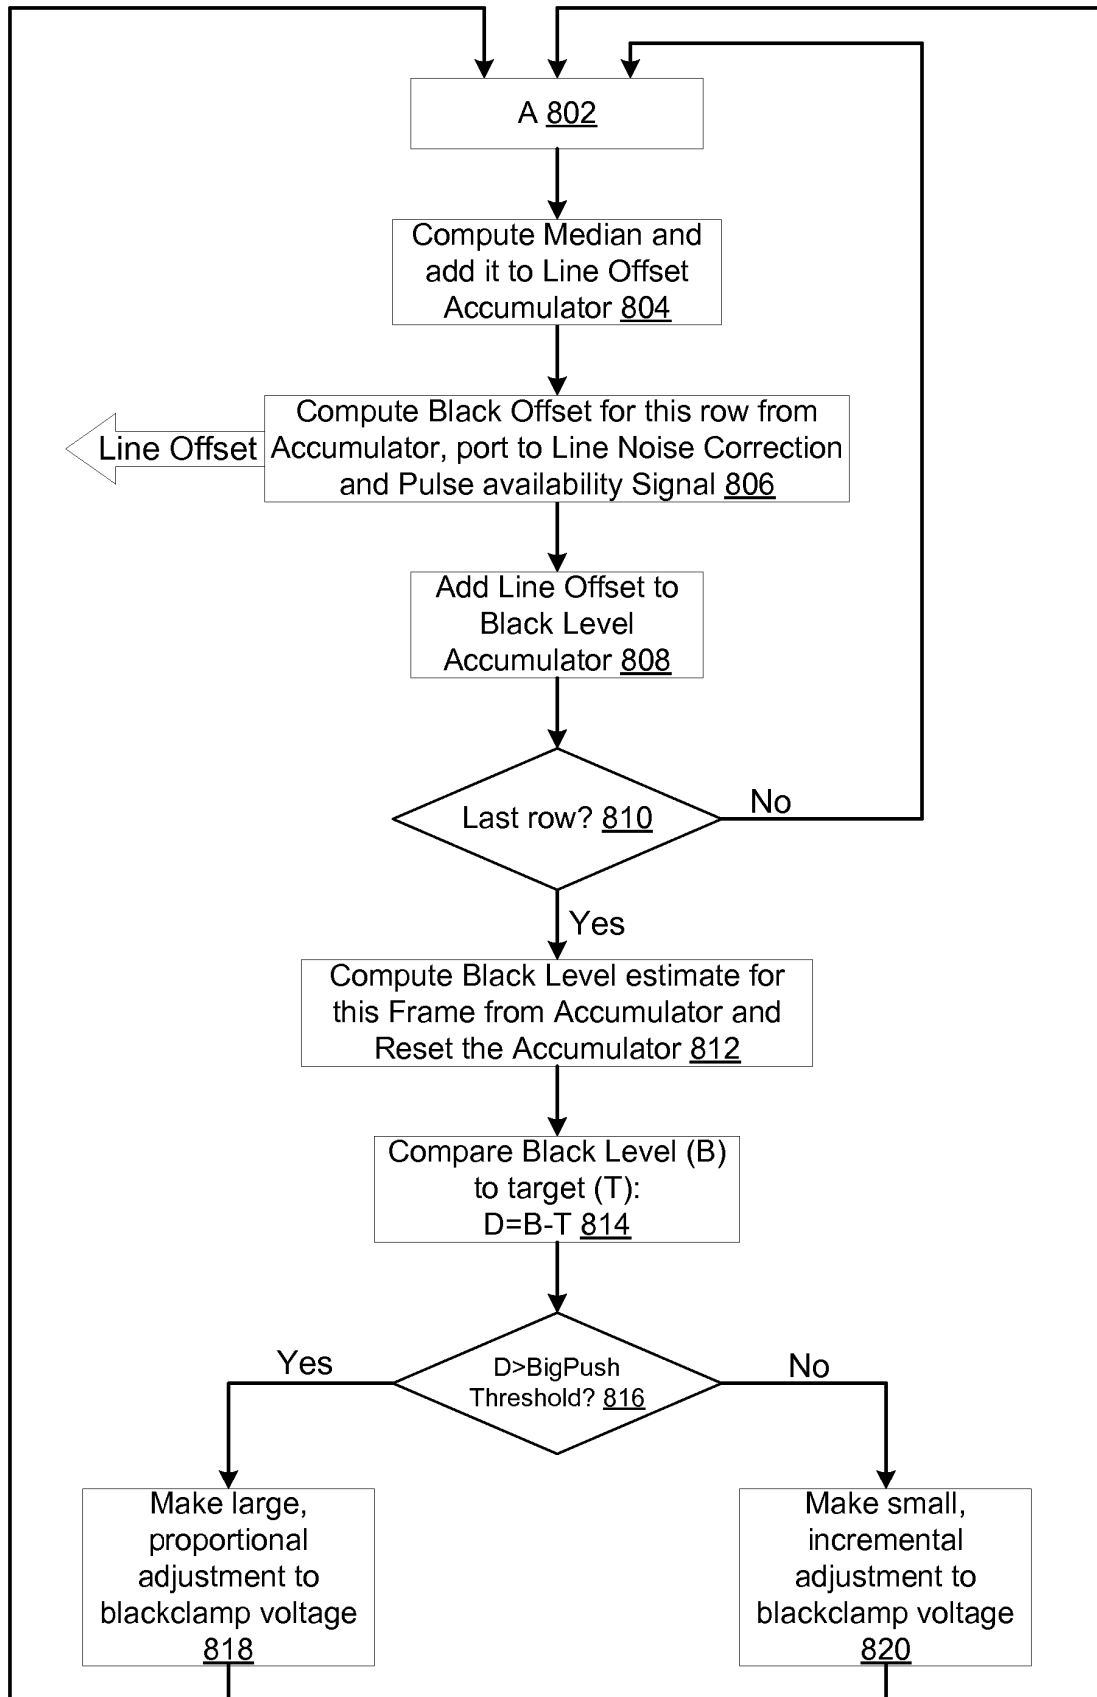 A 802
Compute Median and
add it to Line Offset
Accumulator 804
Compute Black Offset for this row from
Accumulator, port to Line Noise Correction
and Pulse availability Signal 806
Line Offset
Add Line Offset to
Black Level
Accumulator 808
Last row? 810
No
Yes
Compute Black Level estimate for
this Frame from Accumulator and
Reset the Accumulator 812
Compare Black Level (B)
to target (T):
D=B-T 814
D>BigPush
Threshold? 816
Yes
No
Make large,
proportional
adjustment to
blackclamp voltage
818
Make small,
incremental
adjustment to
blackclamp voltage
820